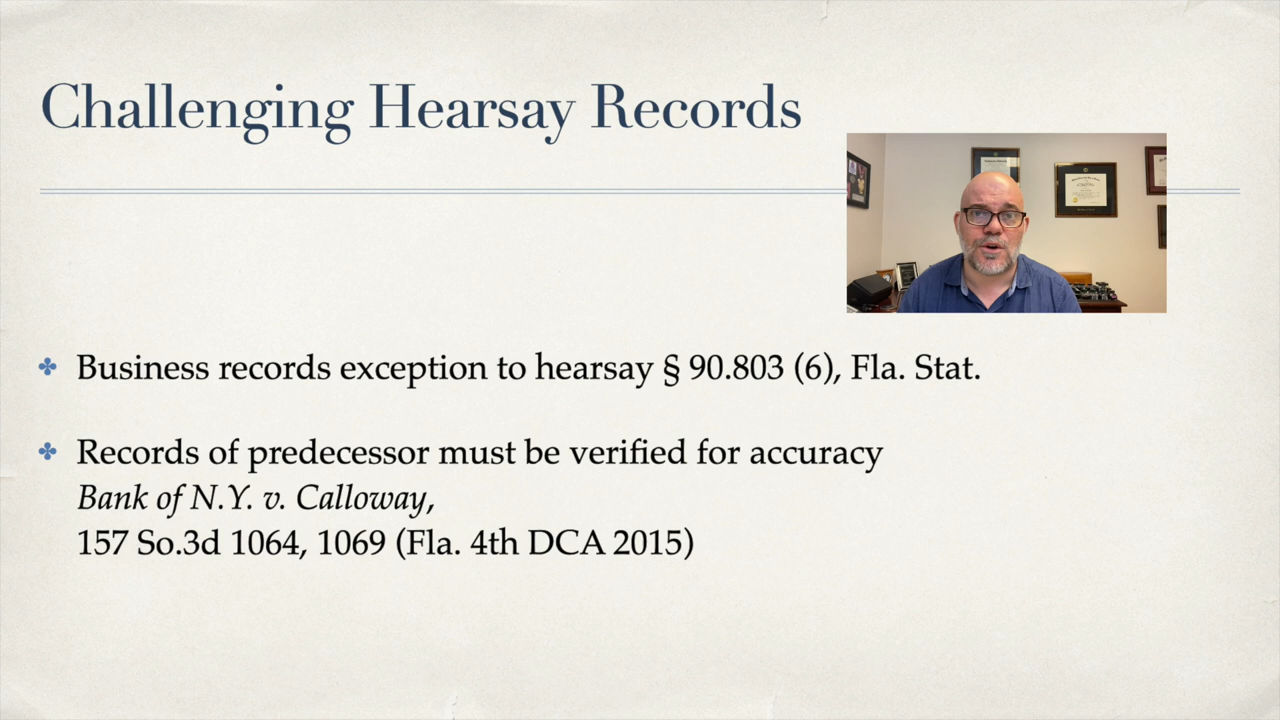 Challenging Hearsay Records
Business records exception to hearsay § 90.803 (6), Fla. Stat.
Records of predecessor must be verified for accuracy
Bank of N.Y. v. Calloway,
157 So.3d 1064, 1069 (Fla. 4th DCA 2015)